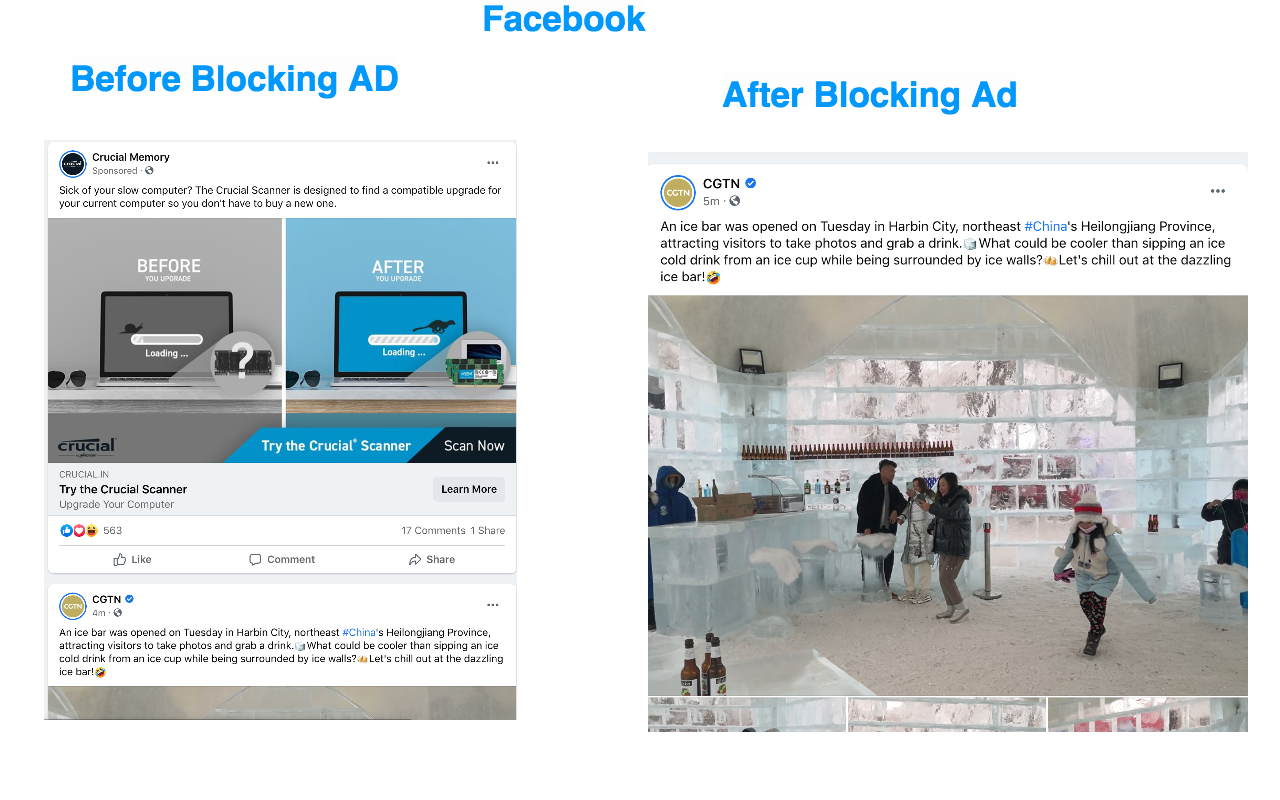 Facebook
Before Blocking AD
Crucial Memory
Sponsored ·
Sick of your slow computer? The Crucial Scanner is designed to find a compatible upgrade for
your current computer so you don't have to buy a new one.
BEFORE
YOU UPGRADE
Loading ...
?
AFTER
YOU UPGRADE
Loading ...
crucial
Try the Crucial® Scanner
Scan Now
CRUCIAL.IN
Try the Crucial Scanner
Upgrade Your Computer
Learn More
563
17 Comments 1 Share
Like
Comment
Share
CGTN
CGTN
4m ·
An ice bar was opened on Tuesday in Harbin City, northeast #China's Heilongjiang Province,
attracting visitors to take photos and grab a drink.🧊What could be cooler than sipping an ice
cold drink from an ice cup while being surrounded by ice walls?🍻Let's chill out at the dazzling
ice bar!🤣
After Blocking Ad
CGTN
CGTN
5m ·
An ice bar was opened on Tuesday in Harbin City, northeast #China's Heilongjiang Province,
attracting visitors to take photos and grab a drink.🧊What could be cooler than sipping an ice
cold drink from an ice cup while being surrounded by ice walls?🍻Let's chill out at the dazzling
ice bar!🤣